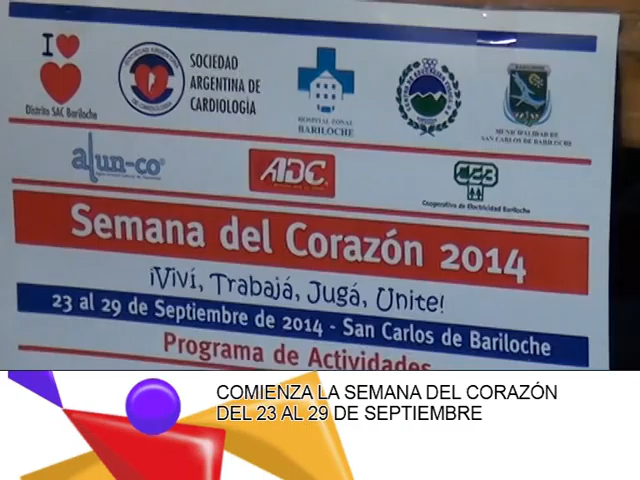 I
Distrito SAC Bariloche
SOCIEDAD
ARGENTINA DE
CARDIOLOGÍA
HOSPITAL ZONAL
BARILOCHE
MUNICIPALIDAD DE
SAN CARLOS DE BARILOCHE
alun-co
ADC
CEB
Cooperativa de Electricidad Bariloche
Semana del Corazón 2014
¡Viví, Trabajá, Jugá, Unite!
23 al 29 de Septiembre de 2014 - San Carlos de Bariloche
Programa de Actividades
COMIENZA LA SEMANA DEL CORAZÓN
DEL 23 AL 29 DE SEPTIEMBRE